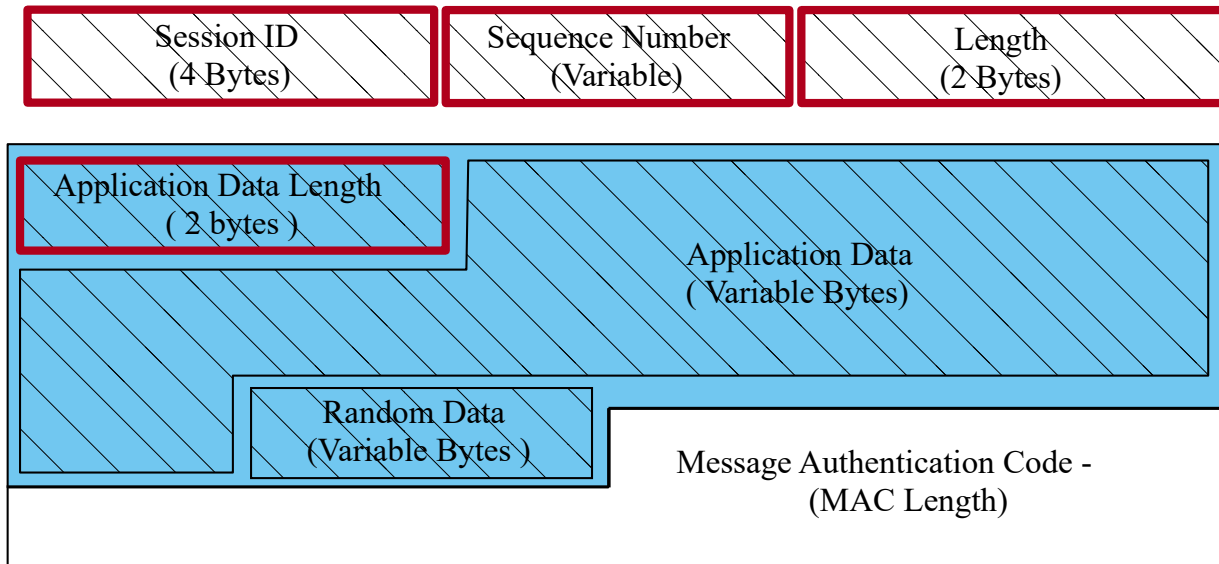 Session ID
(4 Bytes)
Sequence Number
(Variable)
Length
(2 Bytes)
Application Data Length
( 2 bytes )
Application Data
( Variable Bytes)
Random Data
(Variable Bytes )
Message Authentication Code -
(MAC Length)